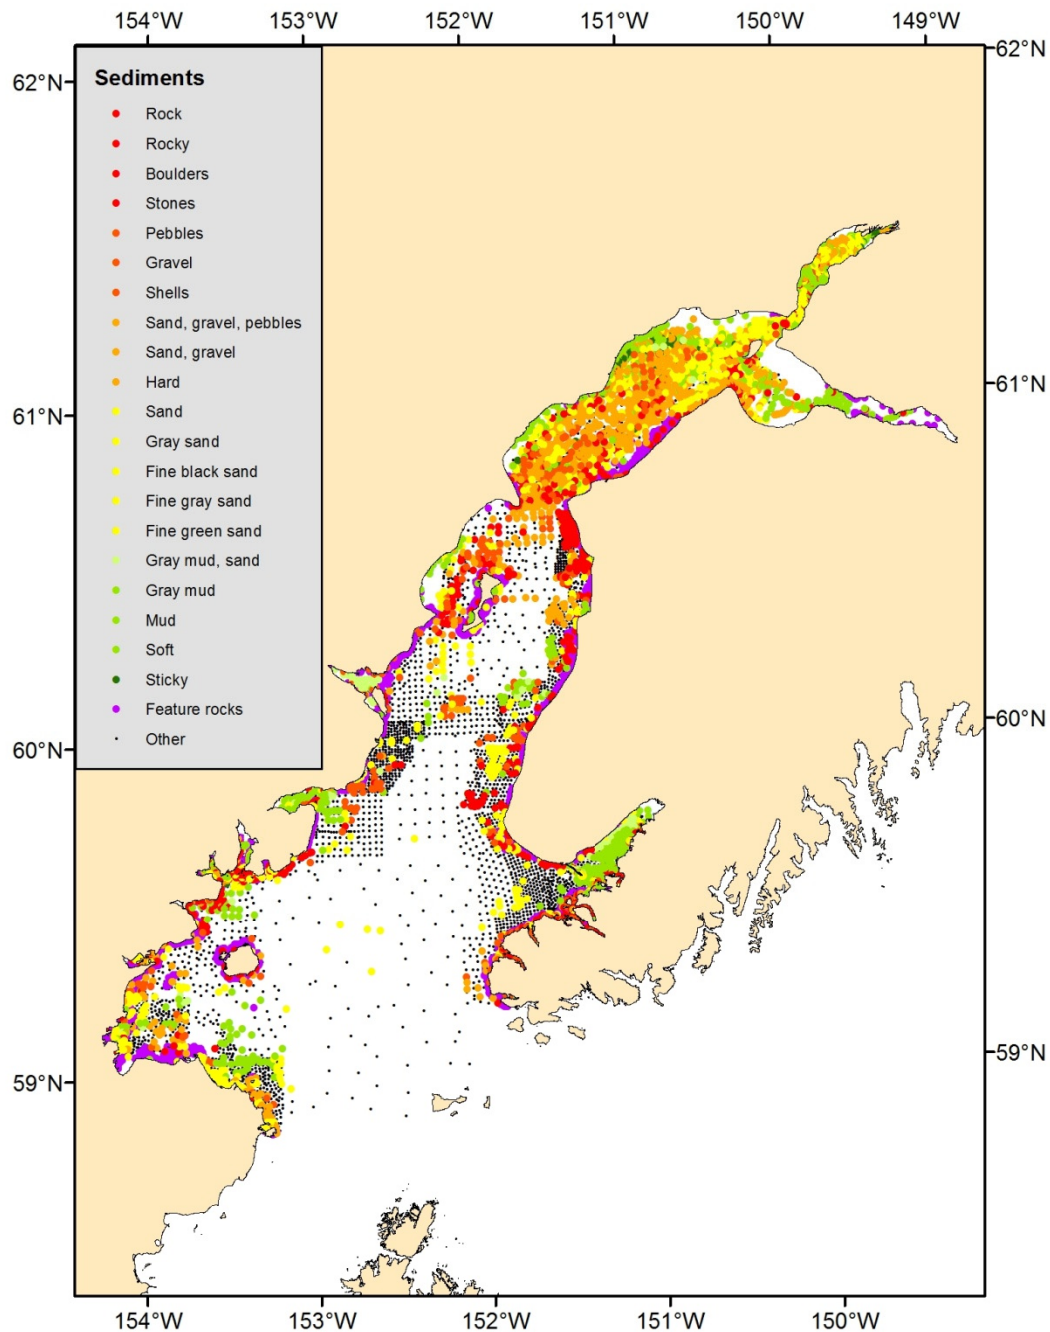 154°W 153°W 152°W 151°W 150°W 149°W
62°N 62°N
Sediments
Rock
Rocky
Boulders
Stones
Pebbles
Gravel
Shells
Sand, gravel, pebbles
Sand, gravel
Hard
Sand
Gray sand
Fine black sand
Fine gray sand
Fine green sand
Gray mud, sand
Gray mud
Mud
Soft
Sticky
Feature rocks
Other
61°N 61°N
60°N 60°N
59°N 59°N
154°W 153°W 152°W 151°W 150°W